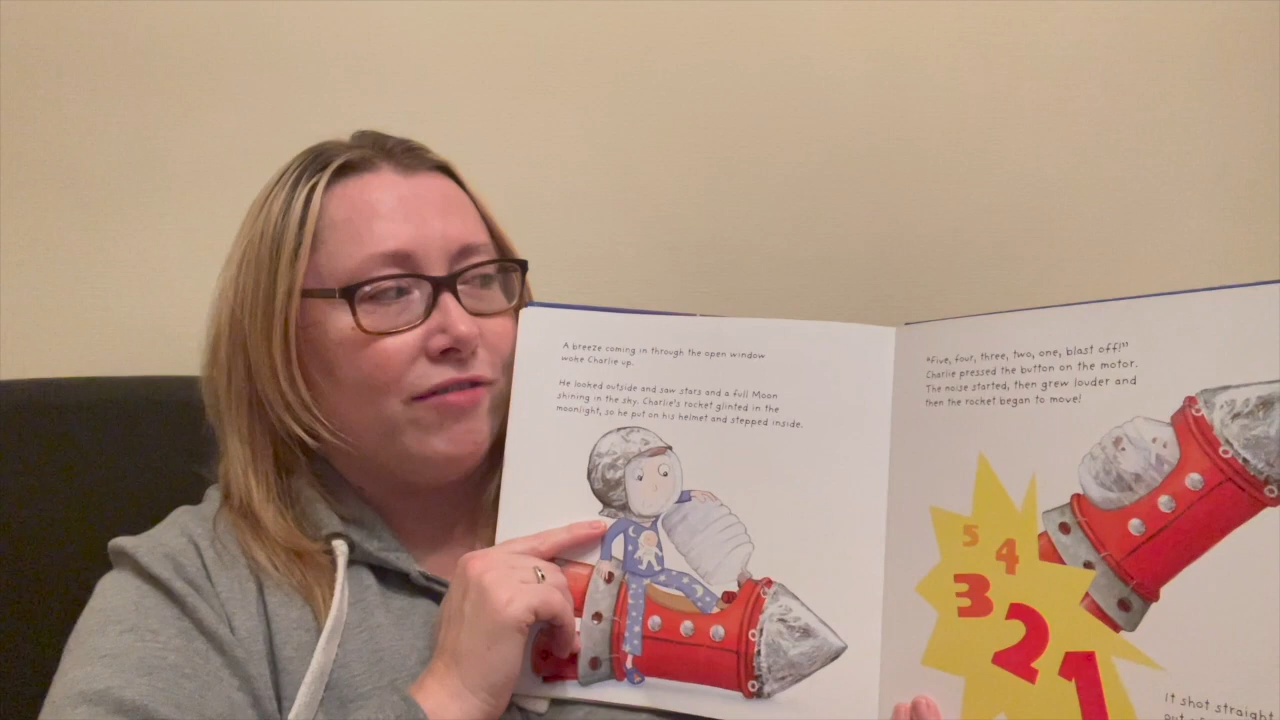 A breeze coming in through the open window
woke Charlie up.
He looked outside and saw stars and a full Moon
shining in the sky. Charlie's rocket glinted in the
moonlight, so he put on his helmet and stepped inside.
"Five, four, three, two, one, blast off!"
Charlie pressed the button on the motor.
The noise started, then grew louder and
then the rocket began to move!
5
4
3
2
1
It shot straight